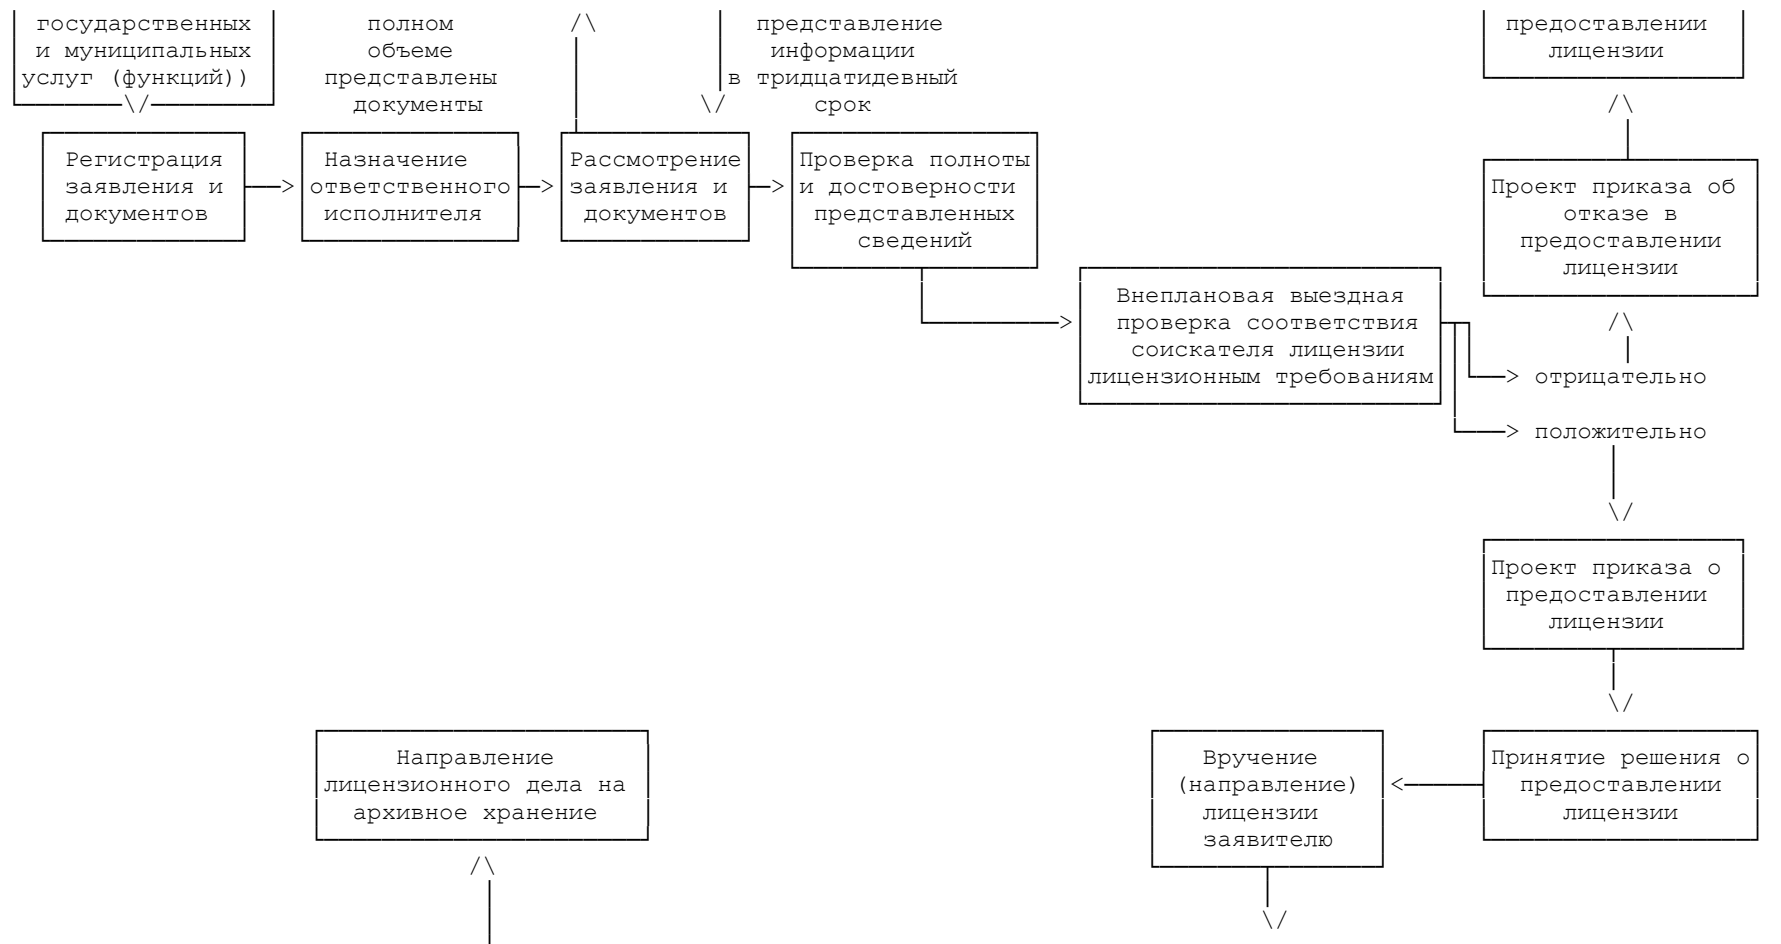 государственных
и муниципальных
услуг (функций))
полном
объеме
представлены
документы
представление
информации
в тридцатидевный
срок
предоставлении
лицензии
Регистрация
заявления и
документов
Назначение
ответственного
исполнителя
Рассмотрение
заявления и
документов
Проверка полноты
и достоверности
представленных
сведений
Проект приказа об
отказе в
предоставлении
лицензии
Внеплановая выездная
проверка соответствия
соискателя лицензии
лицензионным требованиям
отрицательно
положительно
Проект приказа о
предоставлении
лицензии
Направление
лицензионного дела на
архивное хранение
Вручение
(направление)
лицензии
заявителю
Принятие решения о
предоставлении
лицензии